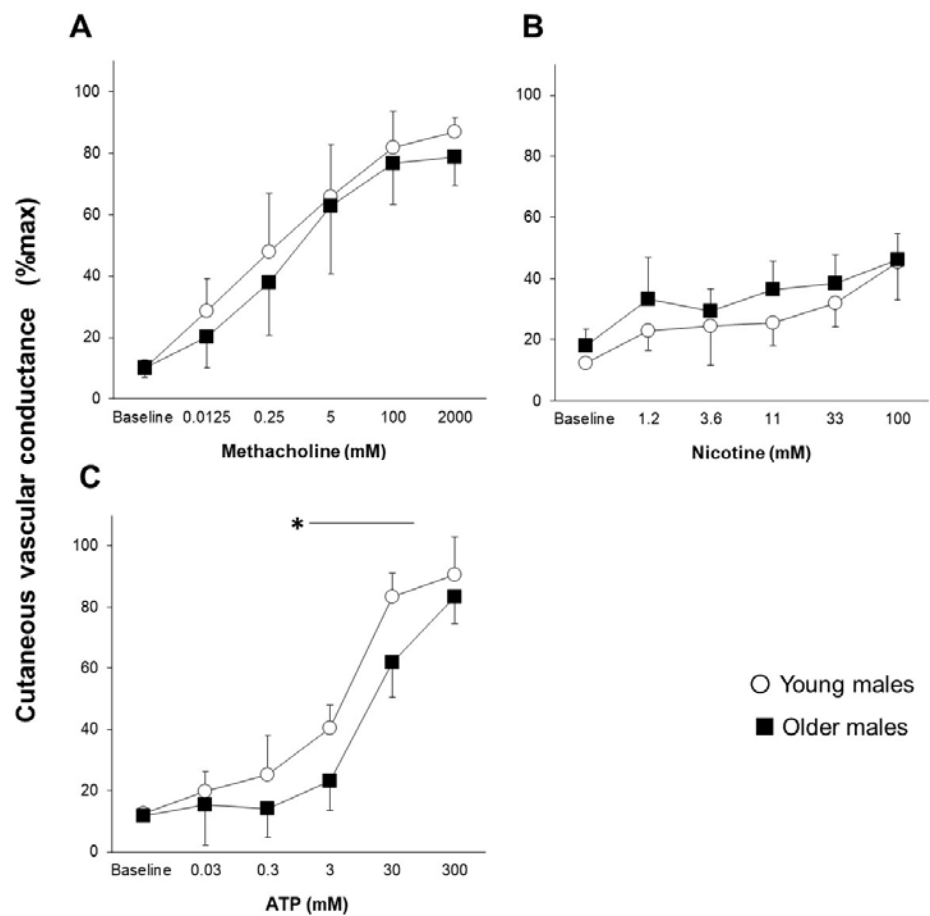 A
B
Cutaneous vascular conductance (%max)
100
80
60
40
20
0
Baseline 0.0125 0.25 5 100 2000
Methacholine (mM)
100
80
60
40
20
0
Baseline 1.2 3.6 11 33 100
Nicotine (mM)
C
*
100
80
60
40
20
0
Baseline 0.03 0.3 3 30 300
ATP (mM)
Young males
Older males